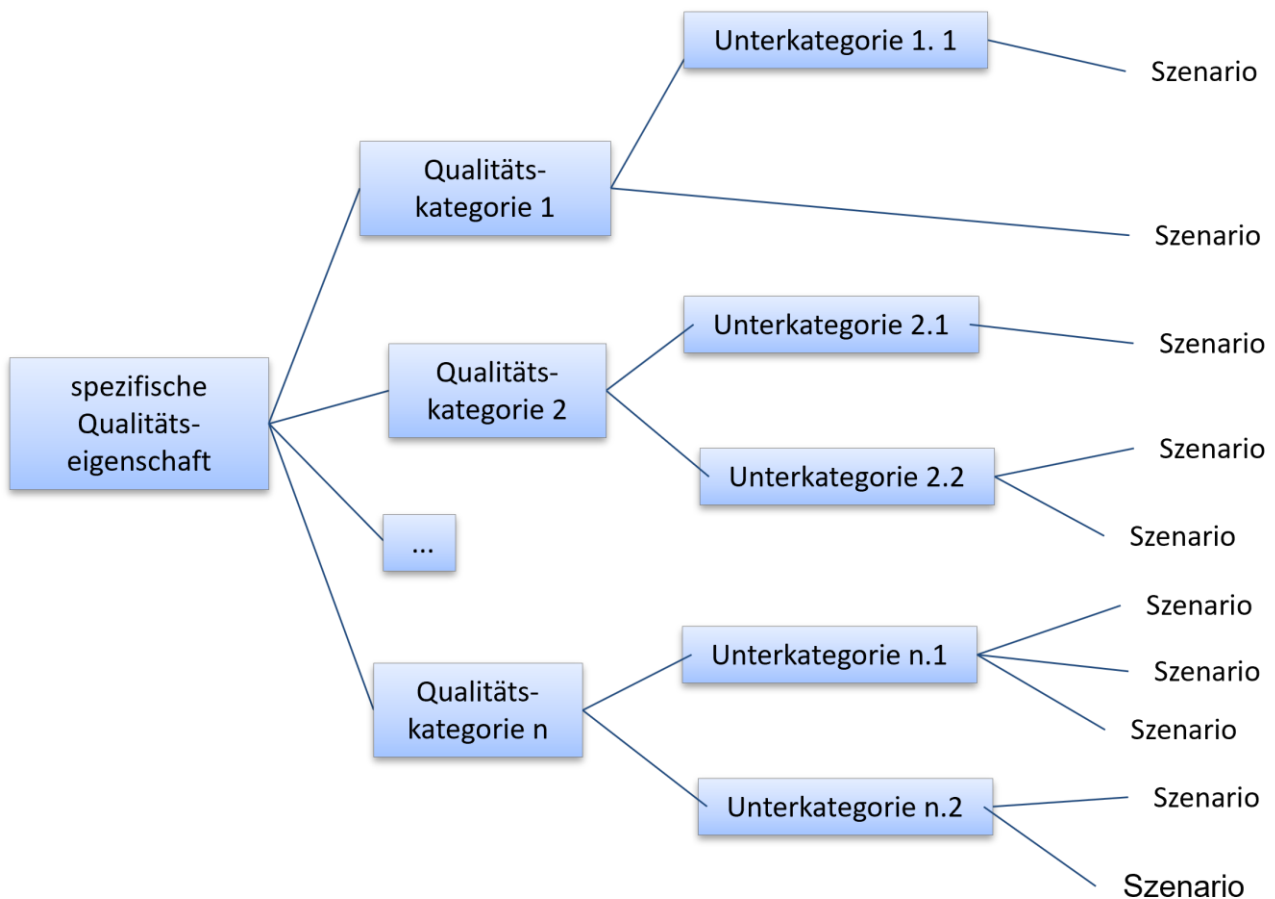 Unterkategorie 1. 1
Szenario
Qualitäts-
kategorie 1
Szenario
Unterkategorie 2.1
Szenario
spezifische
Qualitäts-
eigenschaft
Qualitäts-
kategorie 2
Unterkategorie 2.2
Szenario
Szenario
...
Unterkategorie n.1
Szenario
Szenario
Szenario
Qualitäts-
kategorie n
Unterkategorie n.2
Szenario
Szenario